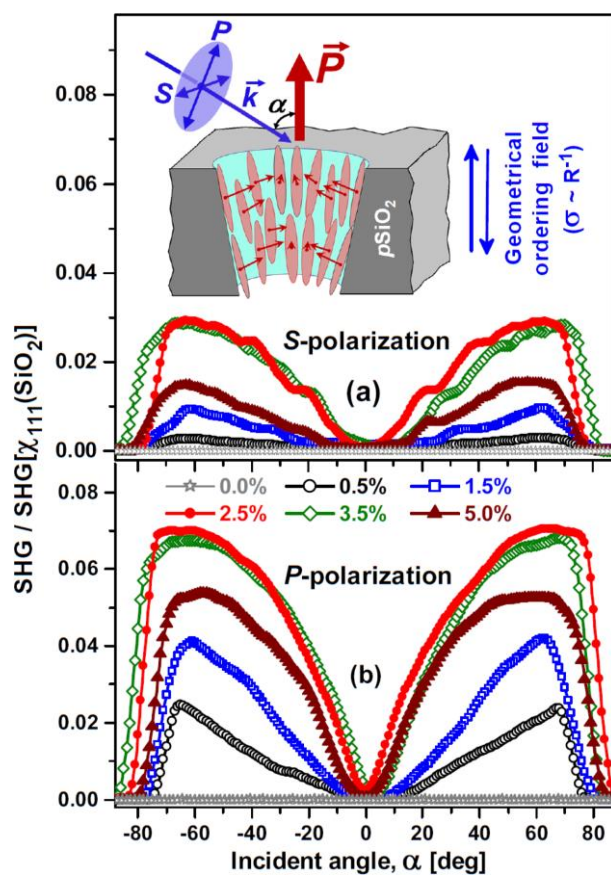 P
S
k
α
P
pSiO2
Geometrical
ordering field
(σ ~ R⁻¹)
SHG / SHG[χ111(SiO2)]
0.08
0.06
0.04
0.02
0.00
S-polarization
(a)
0.0% 0.5% 1.5%
2.5% 3.5% 5.0%
P-polarization
(b)
0.08
0.06
0.04
0.02
0.00
-80 -60 -40 -20 0 20 40 60 80
Incident angle, α [deg]